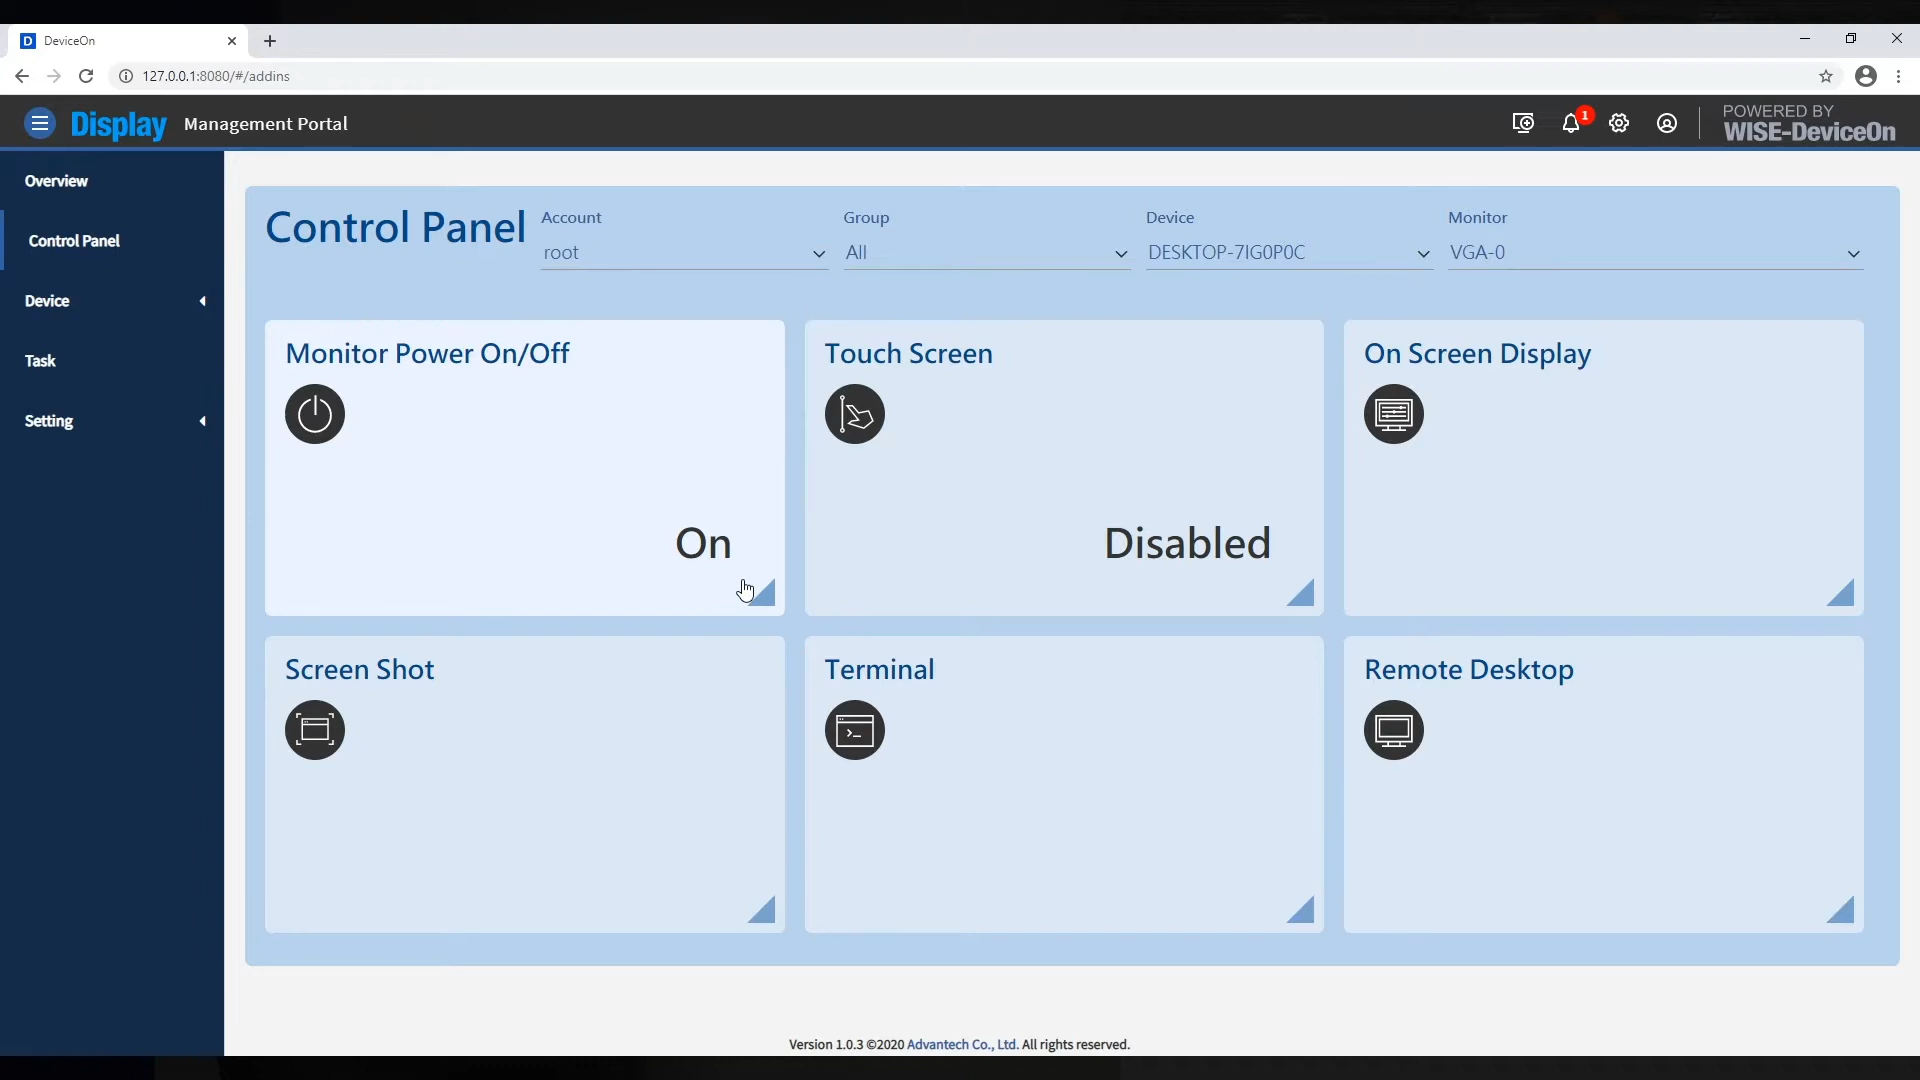 D DeviceOn
127.0.0.1:8080/#/addins
Display Management Portal
1
POWERED BY
WISE-DeviceOn
Overview
Control Panel
Device
Task
Setting
Control Panel
Account
root
Group
All
Device
DESKTOP-7IG0P0C
Monitor
VGA-0
Monitor Power On/Off
On
Touch Screen
Disabled
On Screen Display
Screen Shot
Terminal
Remote Desktop
Version 1.0.3 ©2020 Advantech Co., Ltd. All rights reserved.